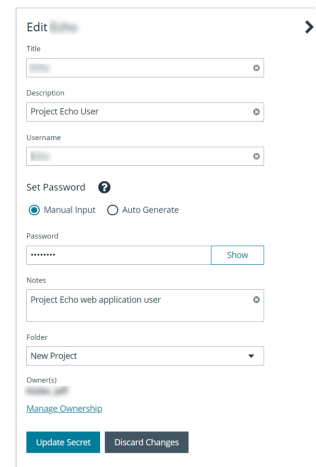 Edit
Title
Description
Project Echo User
Username
Set Password ?
Manual Input Auto Generate
Password
•••••••• Show
Notes
Project Echo web application user
Folder
New Project
Owner(s)
Manage Ownership
Update Secret Discard Changes